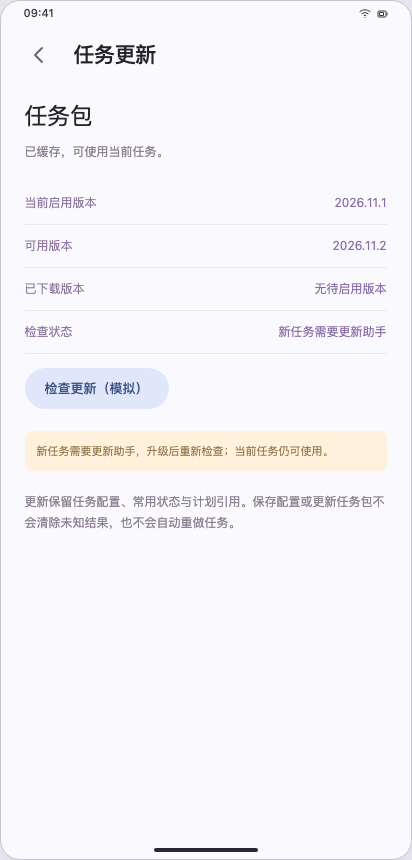 09:41
任务更新
任务包
已缓存，可使用当前任务。
当前启用版本 2026.11.1
可用版本 2026.11.2
已下载版本 无待启用版本
检查状态 新任务需要更新助手
检查更新（模拟）
新任务需要更新助手，升级后重新检查；当前任务仍可使用。
更新保留任务配置、常用状态与计划引用。保存配置或更新任务包不
会清除未知结果，也不会自动重做任务。